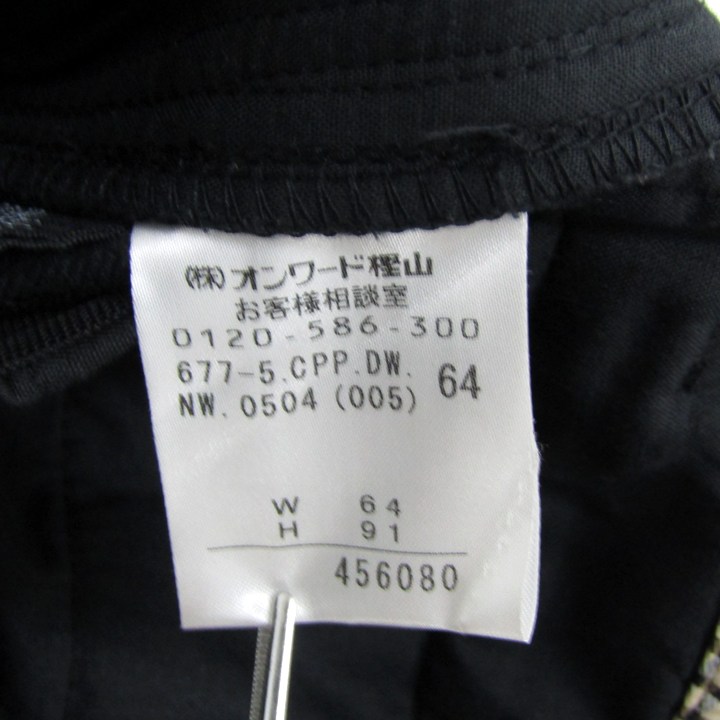 (株)オンワード樫山
お客様相談室
0120-586-300
677-5.CPP.DW. 64
NW. 0504 (005)
W 64
H 91
456080